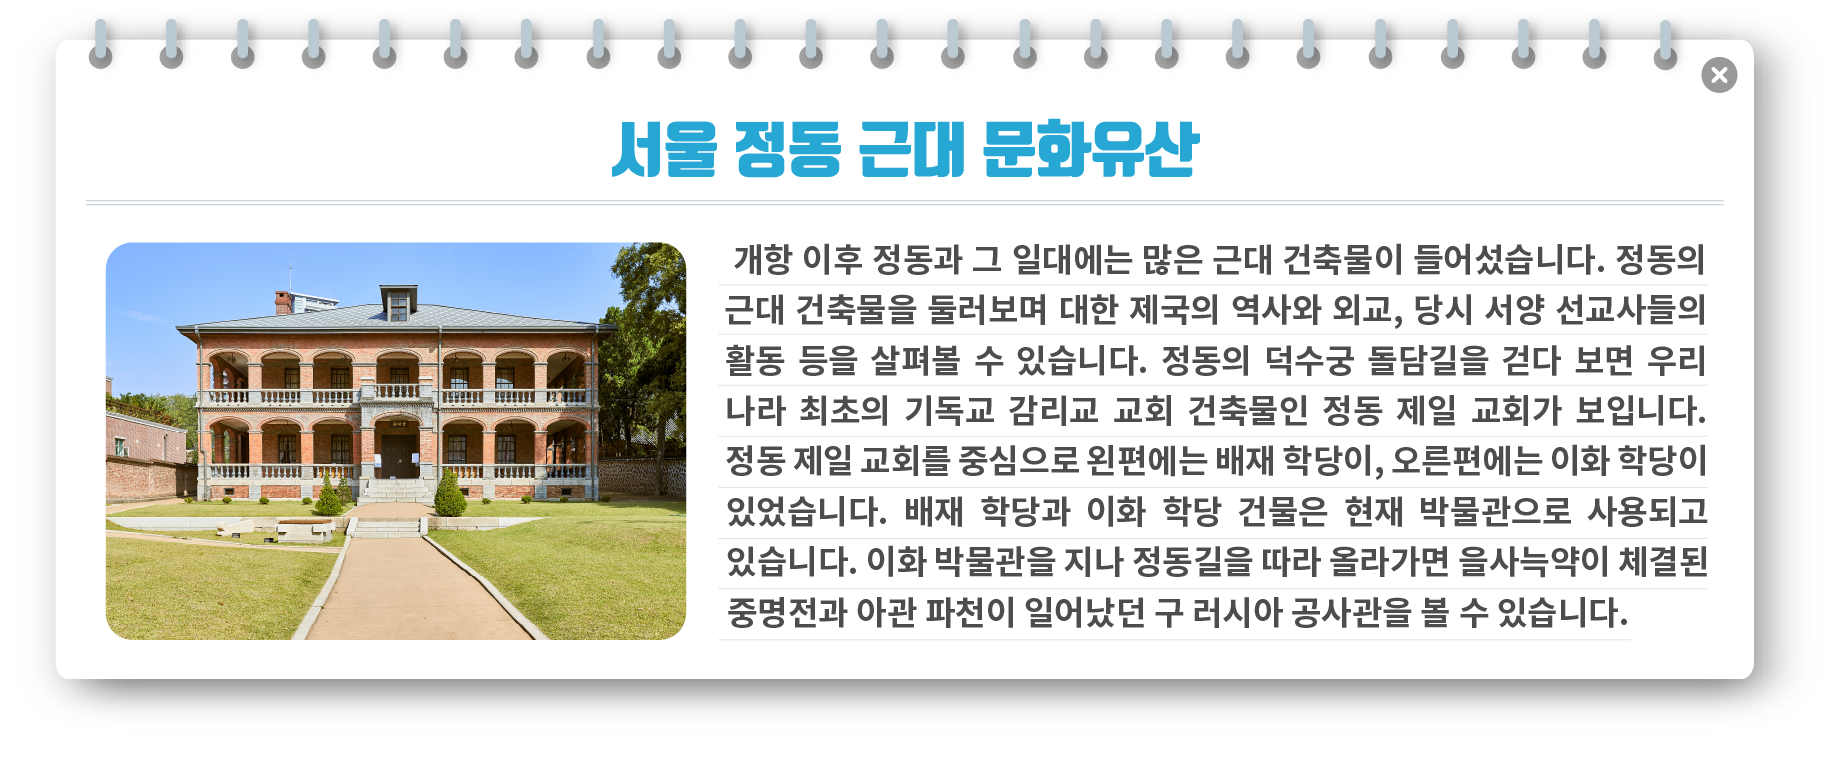 서울 정동 근대 문화유산
개항 이후 정동과 그 일대에는 많은 근대 건축물이 들어섰습니다. 정동의
근대 건축물을 둘러보며 대한 제국의 역사와 외교, 당시 서양 선교사들의
활동 등을 살펴볼 수 있습니다. 정동의 덕수궁 돌담길을 걷다 보면 우리
나라 최초의 기독교 감리교 교회 건축물인 정동 제일 교회가 보입니다.
정동 제일 교회를 중심으로 왼편에는 배재 학당이, 오른편에는 이화 학당이
있었습니다. 배재 학당과 이화 학당 건물은 현재 박물관으로 사용되고
있습니다. 이화 박물관을 지나 정동길을 따라 올라가면 을사늑약이 체결된
중명전과 아관 파천이 일어났던 구 러시아 공사관을 볼 수 있습니다.